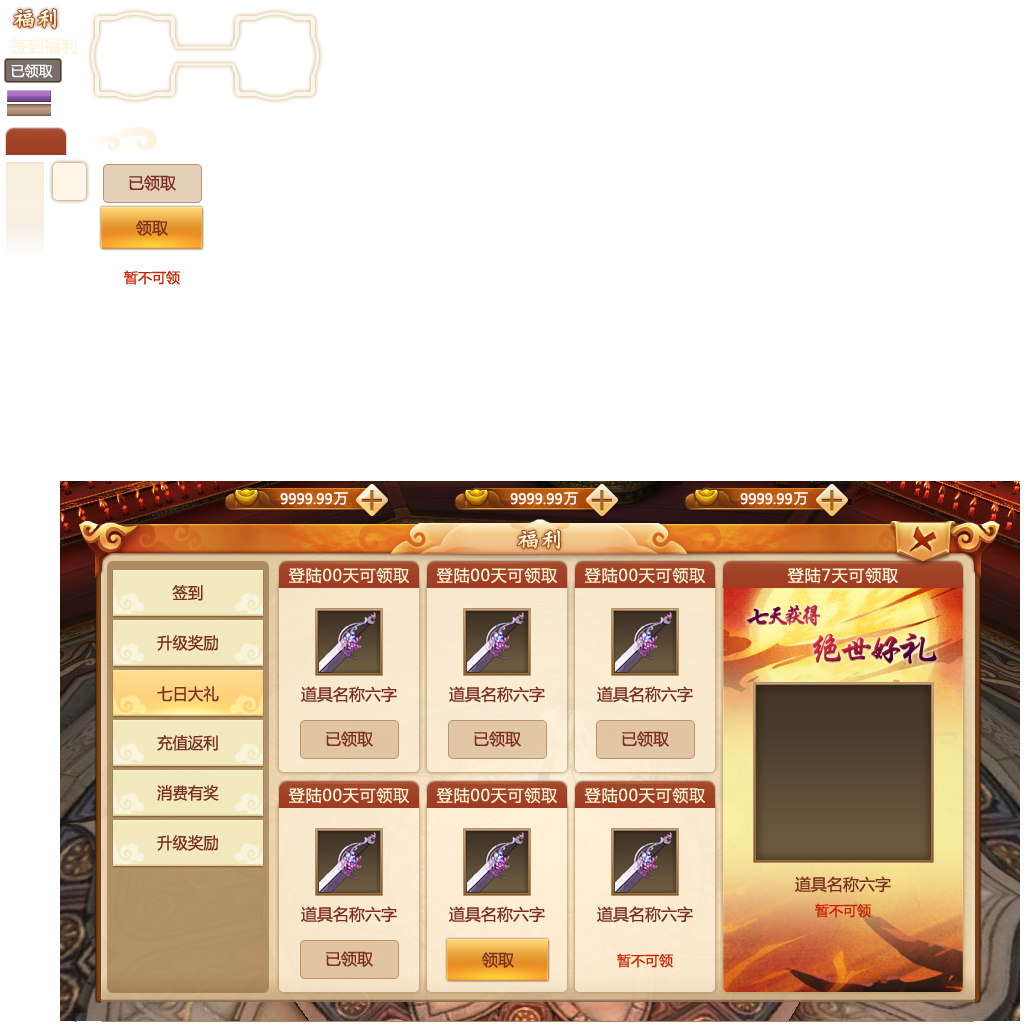 福利
签到福利
已领取
已领取
领取
暂不可领
9999.99万
9999.99万
9999.99万
福利
签到
升级奖励
七日大礼
充值返利
消费有奖
升级奖励
登陆00天可领取
登陆00天可领取
登陆00天可领取
道具名称六字
道具名称六字
道具名称六字
已领取
已领取
已领取
登陆00天可领取
登陆00天可领取
登陆00天可领取
道具名称六字
道具名称六字
道具名称六字
已领取
领取
暂不可领
登陆7天可领取
七天获得
绝世好礼
道具名称六字
暂不可领